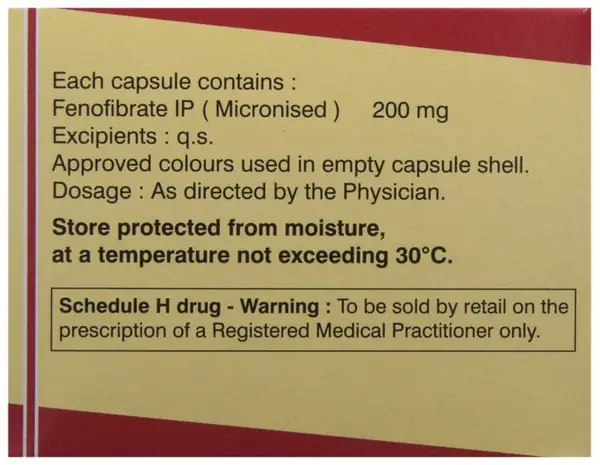 Each capsule contains :
Fenofibrate IP ( Micronised ) 200 mg
Excipients : q.s.
Approved colours used in empty capsule shell.
Dosage : As directed by the Physician.
Store protected from moisture,
at a temperature not exceeding 30°C.
Schedule H drug - Warning : To be sold by retail on the
prescription of a Registered Medical Practitioner only.